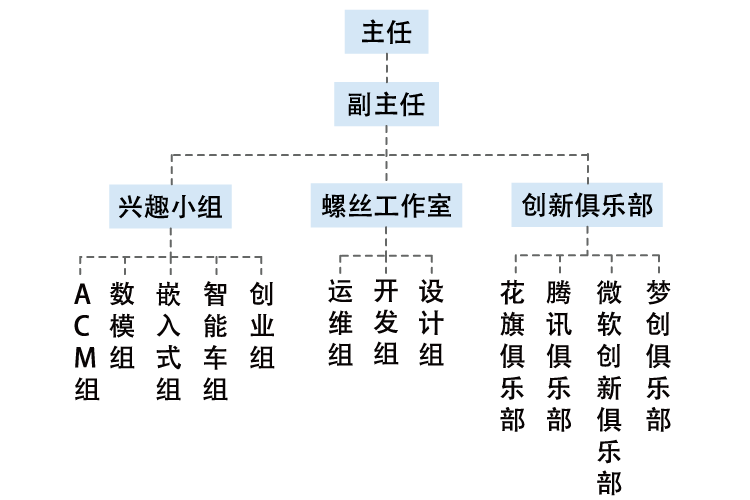 主任
副主任
兴趣小组
螺丝工作室
创新俱乐部
ACM组
数模组
嵌入式组
智能车组
创业组
运维组
开发组
设计组
花旗俱乐部
腾讯俱乐部
微软创新俱乐部
梦创俱乐部